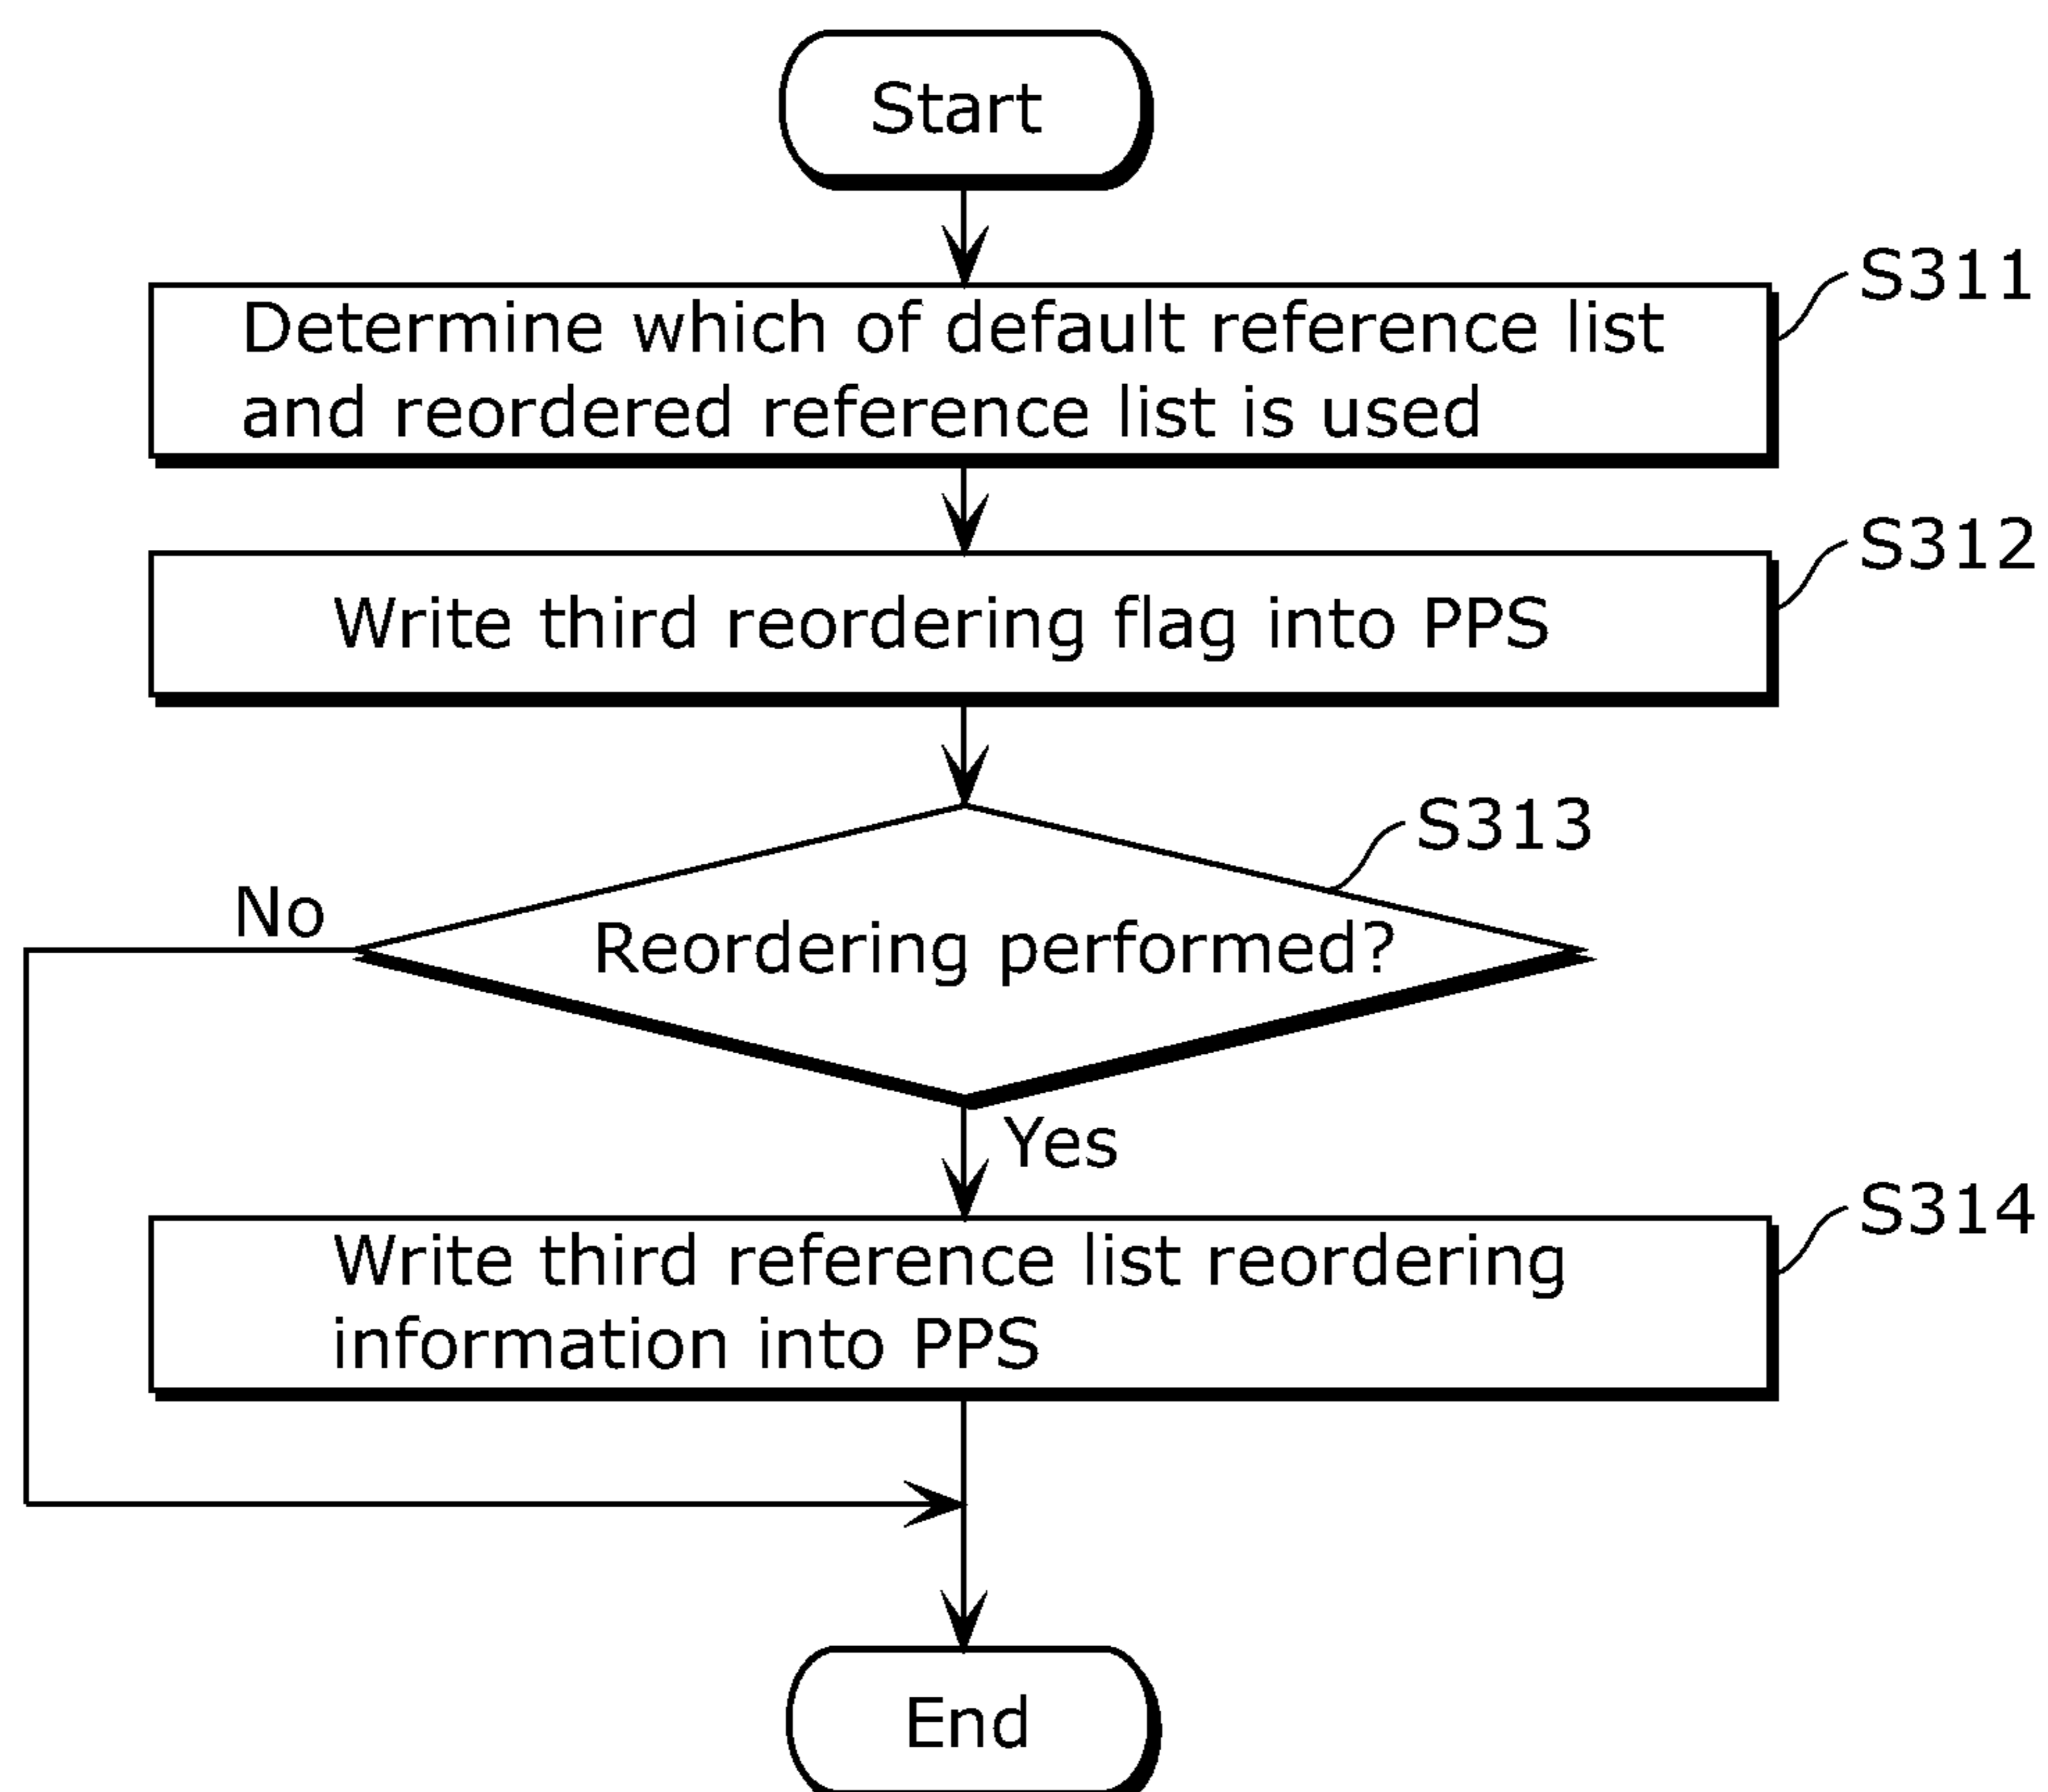 Start
S311
Determine which of default reference list
and reordered reference list is used
S312
Write third reordering flag into PPS
S313
No
Reordering performed?
Yes
S314
Write third reference list reordering
information into PPS
End